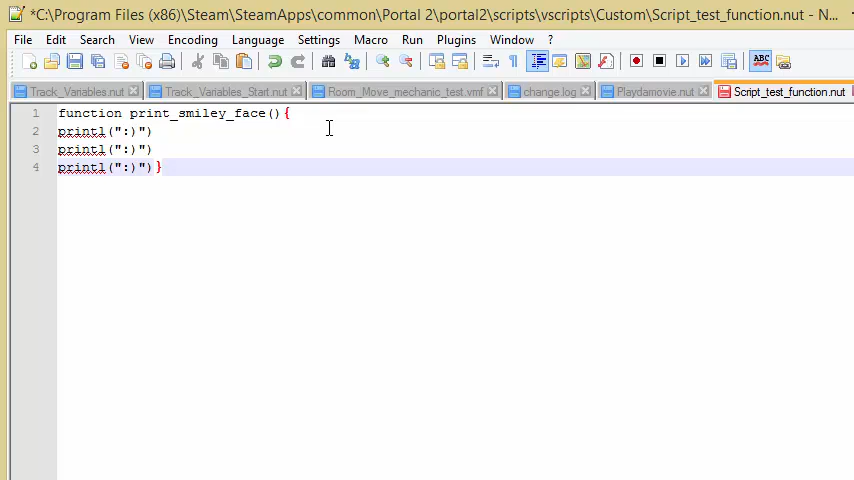 *C:\Program Files (x86)\Steam\SteamApps\common\Portal 2\portal2\scripts\vscripts\Custom\Script_test_function.nut - N...
File Edit Search View Encoding Language Settings Macro Run Plugins Window ?
ABC
Track_Variables.nut Track_Variables_Start.nut Room_Move_mechanic_test.vmf change.log Playdamovie.nut Script_test_function.nut
1 function print_smiley_face(){
2 printl(":)")
3 printl(":)")
4 printl(":)")}